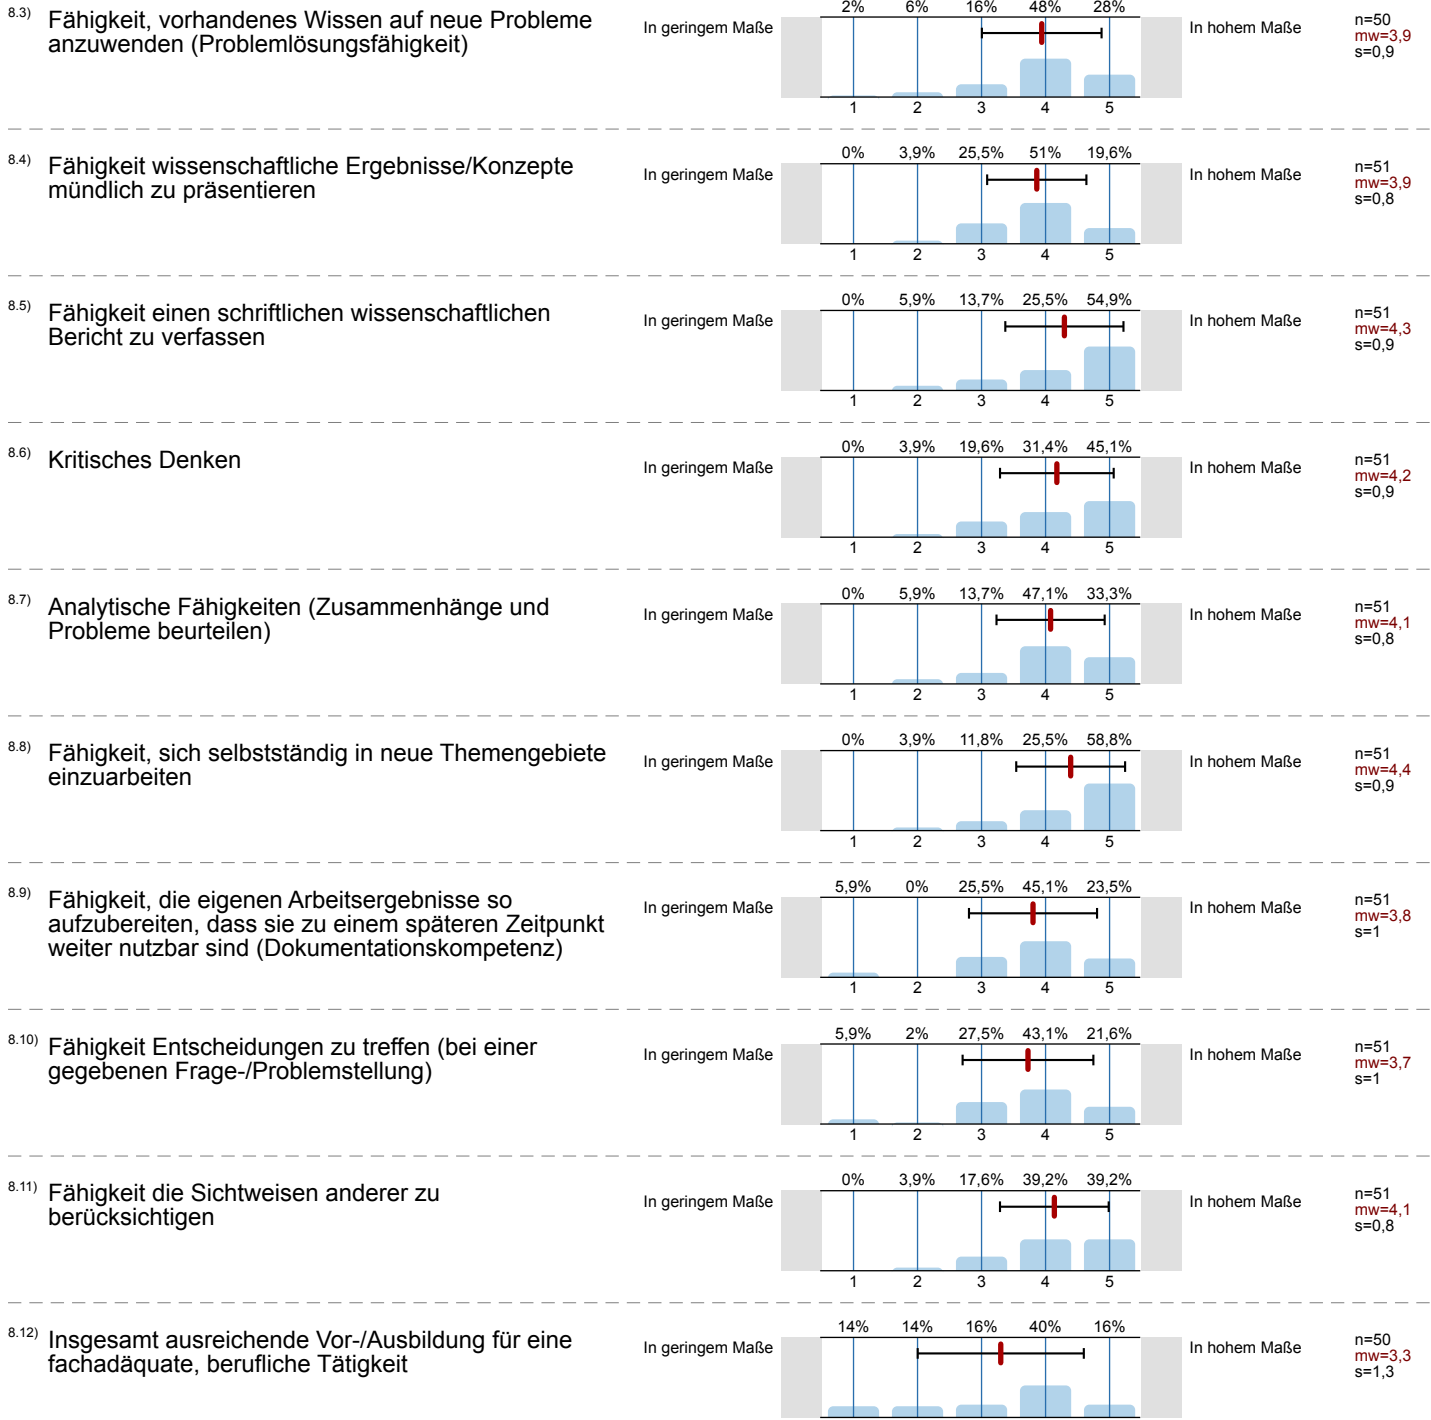 8.3) Fähigkeit, vorhandenes Wissen auf neue Probleme
anzuwenden (Problemlösungsfähigkeit)
In geringem Maße
2% 6% 16% 48% 28%
1 2 3 4 5
In hohem Maße
n=50
mw=3,9
s=0,9
8.4) Fähigkeit wissenschaftliche Ergebnisse/Konzepte
mündlich zu präsentieren
In geringem Maße
0% 3,9% 25,5% 51% 19,6%
1 2 3 4 5
In hohem Maße
n=51
mw=3,9
s=0,8
8.5) Fähigkeit einen schriftlichen wissenschaftlichen
Bericht zu verfassen
In geringem Maße
0% 5,9% 13,7% 25,5% 54,9%
1 2 3 4 5
In hohem Maße
n=51
mw=4,3
s=0,9
8.6) Kritisches Denken
In geringem Maße
0% 3,9% 19,6% 31,4% 45,1%
1 2 3 4 5
In hohem Maße
n=51
mw=4,2
s=0,9
8.7) Analytische Fähigkeiten (Zusammenhänge und
Probleme beurteilen)
In geringem Maße
0% 5,9% 13,7% 47,1% 33,3%
1 2 3 4 5
In hohem Maße
n=51
mw=4,1
s=0,8
8.8) Fähigkeit, sich selbstständig in neue Themengebiete
einzuarbeiten
In geringem Maße
0% 3,9% 11,8% 25,5% 58,8%
1 2 3 4 5
In hohem Maße
n=51
mw=4,4
s=0,9
8.9) Fähigkeit, die eigenen Arbeitsergebnisse so
aufzubereiten, dass sie zu einem späteren Zeitpunkt
weiter nutzbar sind (Dokumentationskompetenz)
In geringem Maße
5,9% 0% 25,5% 45,1% 23,5%
1 2 3 4 5
In hohem Maße
n=51
mw=3,8
s=1
8.10) Fähigkeit Entscheidungen zu treffen (bei einer
gegebenen Frage-/Problemstellung)
In geringem Maße
5,9% 2% 27,5% 43,1% 21,6%
1 2 3 4 5
In hohem Maße
n=51
mw=3,7
s=1
8.11) Fähigkeit die Sichtweisen anderer zu
berücksichtigen
In geringem Maße
0% 3,9% 17,6% 39,2% 39,2%
1 2 3 4 5
In hohem Maße
n=51
mw=4,1
s=0,8
8.12) Insgesamt ausreichende Vor-/Ausbildung für eine
fachadäquate, berufliche Tätigkeit
In geringem Maße
14% 14% 16% 40% 16%
In hohem Maße
n=50
mw=3,3
s=1,3